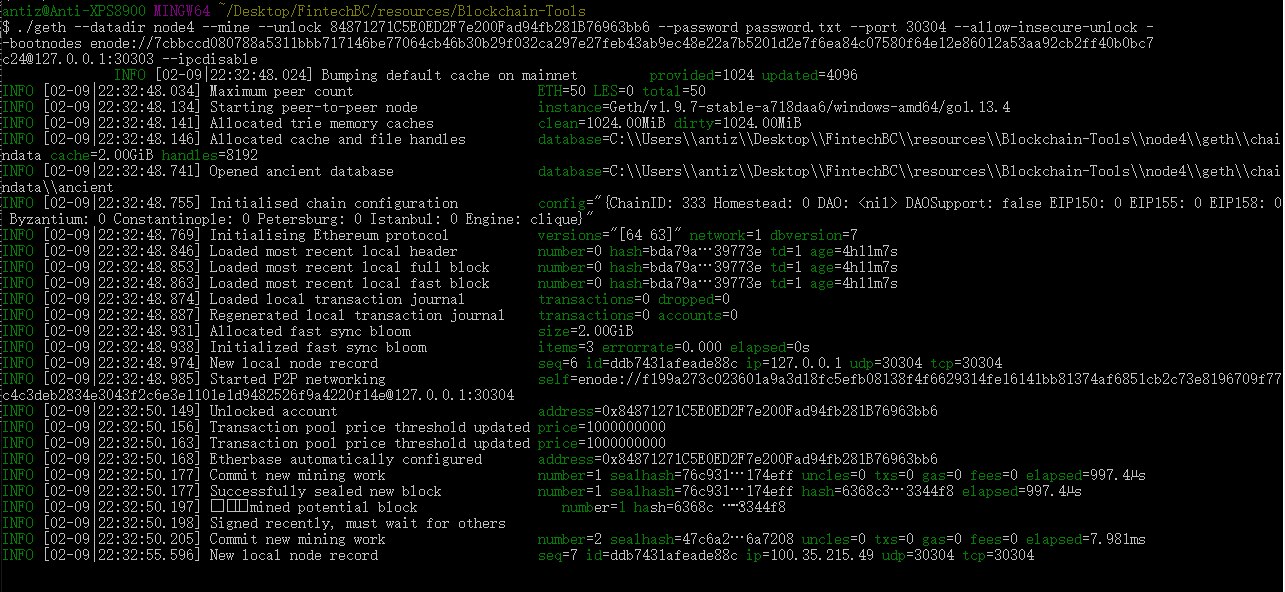 antiz@Anti-XPS8900 MINGW64 ~/Desktop/FintechBC/resources/Blockchain-Tools
$ ./geth --datadir node4 --mine --unlock 84871271C5E0ED2F7e200Fad94fb281B76963bb6 --password password.txt --port 30304 --allow-insecure-unlock -
-bootnodes enode://7cbbccd080788a5311bbb717146be77064cb46b30b29f032ca297e27feb43ab9ec48e22a7b5201d2e7f6ea84c07580f64e12e86012a53aa92cb2ff40b0bc7
c24@127.0.0.1:30303 --ipcdisable
INFO [02-09|22:32:48.024] Bumping default cache on mainnet provided=1024 updated=4096
INFO [02-09|22:32:48.034] Maximum peer count ETH=50 LES=0 total=50
INFO [02-09|22:32:48.134] Starting peer-to-peer node instance=Geth/v1.9.7-stable-a718daa6/windows-amd64/go1.13.4
INFO [02-09|22:32:48.141] Allocated trie memory caches clean=1024.00MiB dirty=1024.00MiB
INFO [02-09|22:32:48.146] Allocated cache and file handles database=C:\\Users\\antiz\\Desktop\\FintechBC\\resources\\Blockchain-Tools\\node4\\geth\\chai
ndata cache=2.00GiB handles=8192
INFO [02-09|22:32:48.741] Opened ancient database database=C:\\Users\\antiz\\Desktop\\FintechBC\\resources\\Blockchain-Tools\\node4\\geth\\chai
ndata\\ancient
INFO [02-09|22:32:48.755] Initialised chain configuration config="{ChainID: 333 Homestead: 0 DAO: <nil> DAOSupport: false EIP150: 0 EIP155: 0 EIP158: 0
Byzantium: 0 Constantinople: 0 Petersburg: 0 Istanbul: 0 Engine: clique}"
INFO [02-09|22:32:48.769] Initialising Ethereum protocol versions="[64 63]" network=1 dbversion=7
INFO [02-09|22:32:48.846] Loaded most recent local header number=0 hash=bda79a…39773e td=1 age=4h11m7s
INFO [02-09|22:32:48.853] Loaded most recent local full block number=0 hash=bda79a…39773e td=1 age=4h11m7s
INFO [02-09|22:32:48.863] Loaded most recent local fast block number=0 hash=bda79a…39773e td=1 age=4h11m7s
INFO [02-09|22:32:48.874] Loaded local transaction journal transactions=0 dropped=0
INFO [02-09|22:32:48.887] Regenerated local transaction journal transactions=0 accounts=0
INFO [02-09|22:32:48.931] Allocated fast sync bloom size=2.00GiB
INFO [02-09|22:32:48.938] Initialized fast sync bloom items=3 errorrate=0.000 elapsed=0s
INFO [02-09|22:32:48.974] New local node record seq=6 id=ddb7431afeade88c ip=127.0.0.1 udp=30304 tcp=30304
INFO [02-09|22:32:48.985] Started P2P networking self=enode://f199a273c023601a9a3d18fc5efb08138f4f6629314fe16141bb81374af6851cb2c73e8196709f77
c4c3deb2834e3043f2c6e3e1101e1d9482526f9a4220f14e@127.0.0.1:30304
INFO [02-09|22:32:50.149] Unlocked account address=0x84871271C5E0ED2F7e200Fad94fb281B76963bb6
INFO [02-09|22:32:50.156] Transaction pool price threshold updated price=1000000000
INFO [02-09|22:32:50.163] Transaction pool price threshold updated price=1000000000
INFO [02-09|22:32:50.168] Etherbase automatically configured address=0x84871271C5E0ED2F7e200Fad94fb281B76963bb6
INFO [02-09|22:32:50.177] Commit new mining work number=1 sealhash=76c931…174eff uncles=0 txs=0 gas=0 fees=0 elapsed=997.4µs
INFO [02-09|22:32:50.177] Successfully sealed new block number=1 sealhash=76c931…174eff hash=6368c3…3344f8 elapsed=997.4µs
INFO [02-09|22:32:50.197] mined potential block number=1 hash=6368c …3344f8
INFO [02-09|22:32:50.198] Signed recently, must wait for others
INFO [02-09|22:32:50.205] Commit new mining work number=2 sealhash=47c6a2…6a7208 uncles=0 txs=0 gas=0 fees=0 elapsed=7.981ms
INFO [02-09|22:32:55.596] New local node record seq=7 id=ddb7431afeade88c ip=100.35.215.49 udp=30304 tcp=30304